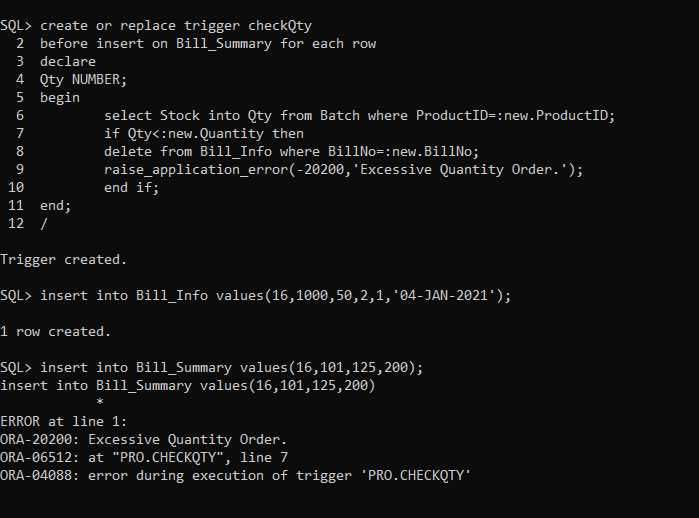 SQL> create or replace trigger checkQty
2 before insert on Bill_Summary for each row
3 declare
4 Qty NUMBER;
5 begin
6 select Stock into Qty from Batch where ProductID=:new.ProductID;
7 if Qty<:new.Quantity then
8 delete from Bill_Info where BillNo=:new.BillNo;
9 raise_application_error(-20200,'Excessive Quantity Order.');
10 end if;
11 end;
12 /
Trigger created.
SQL> insert into Bill_Info values(16,1000,50,2,1,'04-JAN-2021');
1 row created.
SQL> insert into Bill_Summary values(16,101,125,200);
insert into Bill_Summary values(16,101,125,200)
*
ERROR at line 1:
ORA-20200: Excessive Quantity Order.
ORA-06512: at "PRO.CHECKQTY", line 7
ORA-04088: error during execution of trigger 'PRO.CHECKQTY'